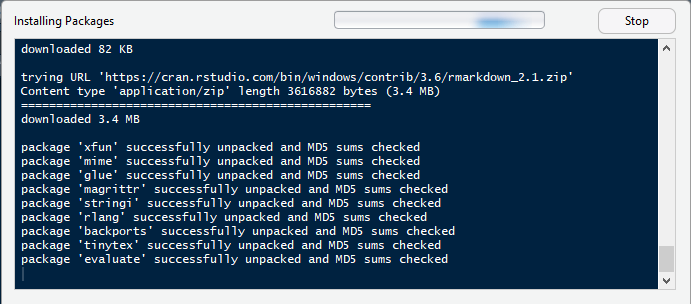 Installing Packages
Stop
downloaded 82 KB
trying URL 'https://cran.rstudio.com/bin/windows/contrib/3.6/rmarkdown_2.1.zip'
Content type 'application/zip' length 3616882 bytes (3.4 MB)
==================================================
downloaded 3.4 MB
package 'xfun' successfully unpacked and MD5 sums checked
package 'mime' successfully unpacked and MD5 sums checked
package 'glue' successfully unpacked and MD5 sums checked
package 'magrittr' successfully unpacked and MD5 sums checked
package 'stringi' successfully unpacked and MD5 sums checked
package 'rlang' successfully unpacked and MD5 sums checked
package 'backports' successfully unpacked and MD5 sums checked
package 'tinytex' successfully unpacked and MD5 sums checked
package 'evaluate' successfully unpacked and MD5 sums checked